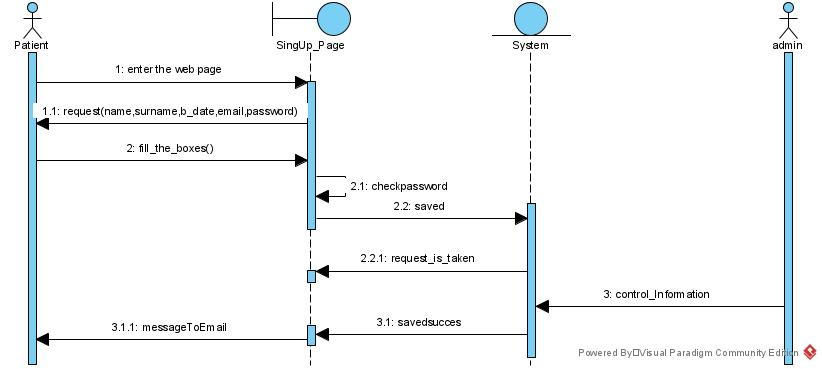 Patient
SingUp_Page
System
admin
1: enter the web page
1.1: request(name,surname,b_date,email,password)
2: fill_the_boxes()
2.1: checkpassword
2.2: saved
2.2.1: request_is_taken
3: control_Information
3.1: savedsucces
3.1.1: messageToEmail
Powered By□Visual Paradigm Community Edition